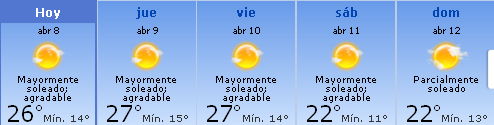 Hoy jue vie sáb dom
abr 8 abr 9 abr 10 abr 11 abr 12
Mayormente Mayormente Mayormente Mayormente Parcialmente
soleado; soleado; soleado; soleado; soleado
agradable agradable agradable agradable
26° Mín. 14° 27° Mín. 15° 27° Mín. 14° 22° Mín. 11° 22° Mín. 13°